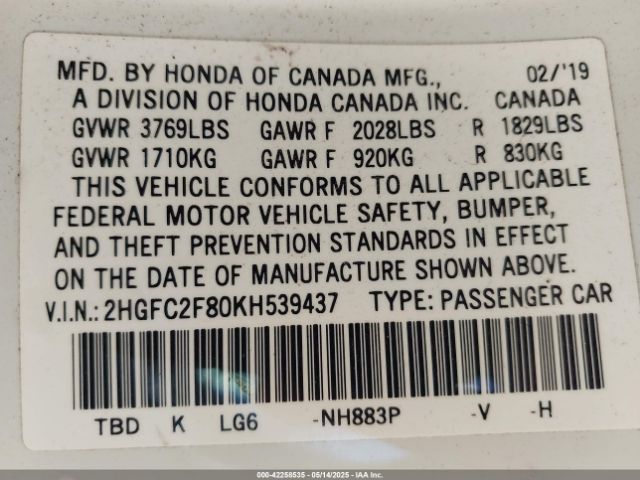 MFD. BY HONDA OF CANADA MFG., 02/'19
A DIVISION OF HONDA CANADA INC. CANADA
GVWR 3769LBS GAWR F 2028LBS R 1829LBS
GVWR 1710KG GAWR F 920KG R 830KG
THIS VEHICLE CONFORMS TO ALL APPLICABLE
FEDERAL MOTOR VEHICLE SAFETY, BUMPER,
AND THEFT PREVENTION STANDARDS IN EFFECT
ON THE DATE OF MANUFACTURE SHOWN ABOVE.
V.I.N.: 2HGFC2F80KH539437 TYPE: PASSENGER CAR
TBD K LG6 -NH883P -V -H
000-42258535 - 05/14/2025 - IAA Inc.